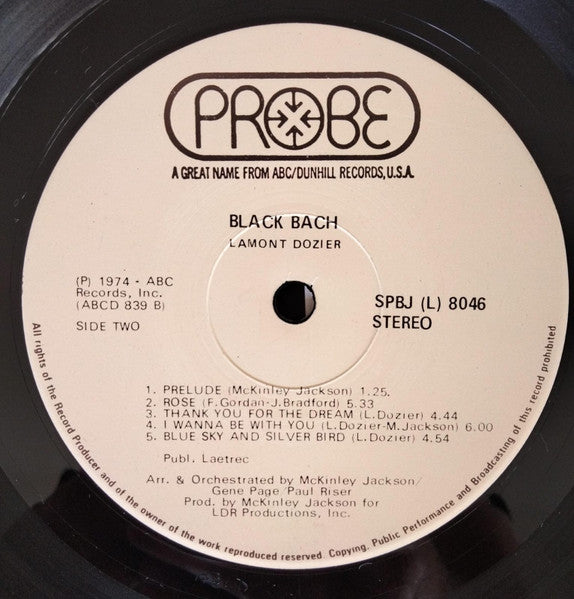 PROBE
A GREAT NAME FROM ABC/DUNHILL RECORDS, U.S.A.
BLACK BACH
LAMONT DOZIER
(P) 1974 - ABC
Records, Inc.
(ABCD 839 B)
SIDE TWO
SPBJ (L) 8046
STEREO
1. PRELUDE (McKinley Jackson) 1.25.
2. ROSE (F.Gordan-J.Bradford) 5.33
3. THANK YOU FOR THE DREAM (L.Dozier) 4.44
4. I WANNA BE WITH YOU (L.Dozier-M.Jackson) 6.00
5. BLUE SKY AND SILVER BIRD (L.Dozier) 4.54
Publ. Laetrec
Arr. & Orchestrated by McKinley Jackson/
Gene Page/Paul Riser
Prod. by McKinley Jackson for
LDR Productions, Inc.
All rights of the Record Producer and of the owner of the work reproduced reserved. Copying, Public Performance and Broadcasting of this record prohibited